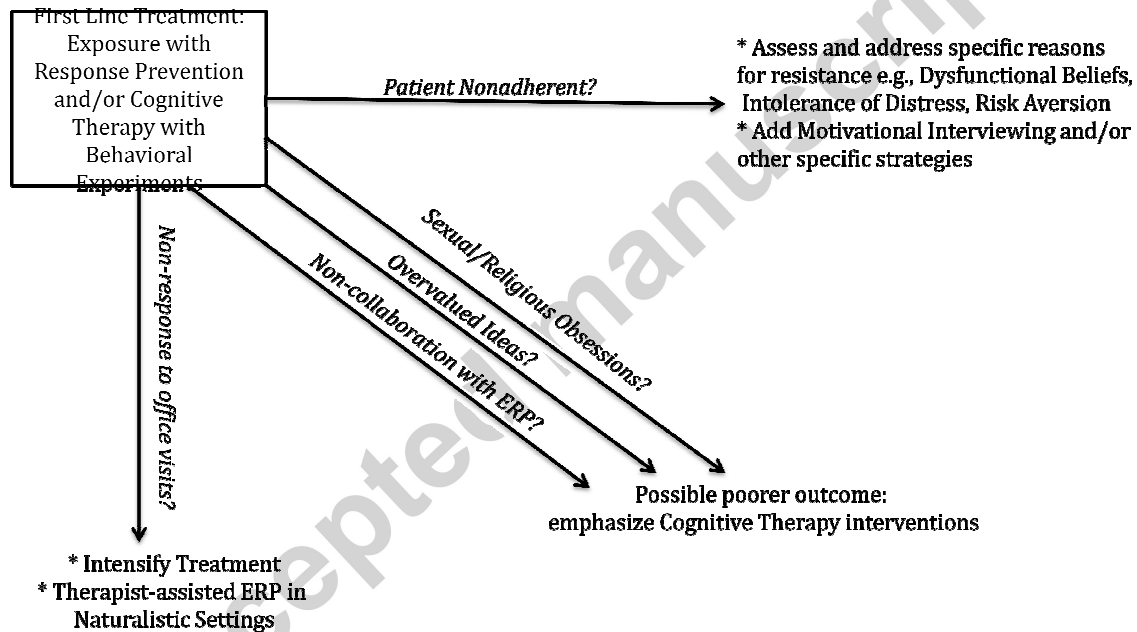 First Line Treatment:
Exposure with
Response Prevention
and/or Cognitive
Therapy with
Behavioral
Experiments
Patient Nonadherent?
* Assess and address specific reasons
for resistance e.g., Dysfunctional Beliefs,
Intolerance of Distress, Risk Aversion
* Add Motivational Interviewing and/or
other specific strategies
Sexual/Religious Obsessions?
Overvalued Ideas?
Non-collaboration with ERP?
Non-response to office visits?
Possible poorer outcome:
emphasize Cognitive Therapy interventions
* Intensify Treatment
* Therapist-assisted ERP in
Naturalistic Settings
cepted manuscrip